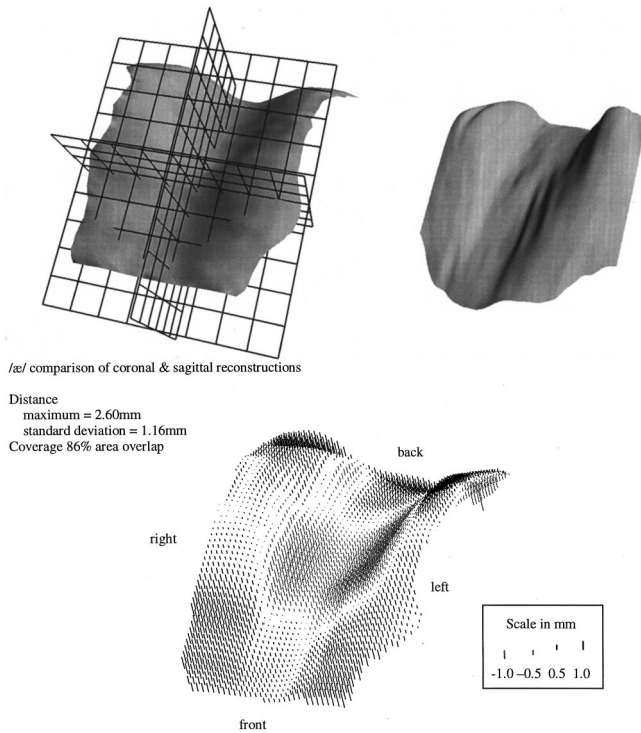 /æ/ comparison of coronal & sagittal reconstructions
Distance
maximum = 2.60mm
standard deviation = 1.16mm
Coverage 86% area overlap
back
right
left
Scale in mm
-1.0 –0.5 0.5 1.0
front